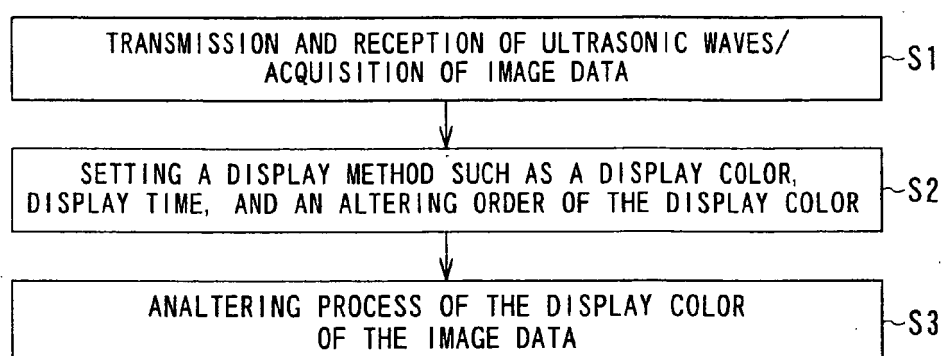 TRANSMISSION AND RECEPTION OF ULTRASONIC WAVES/
ACQUISITION OF IMAGE DATA
S1
SETTING A DISPLAY METHOD SUCH AS A DISPLAY COLOR,
DISPLAY TIME, AND AN ALTERING ORDER OF THE DISPLAY COLOR
S2
ANALTERING PROCESS OF THE DISPLAY COLOR
OF THE IMAGE DATA
S3